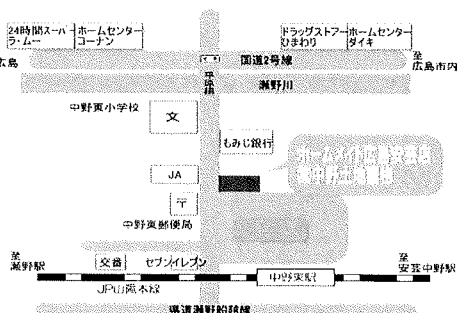 24時間スーパー
ラ・ムー
ホームセンター
コーナン
ドラッグストアー
ひまわり
ホームセンター
ダイキ
広島
国道2号線
至
広島市内
瀬野川
中野東小学校
文
もみじ銀行
JA
〒
中野東郵便局
至
瀬野駅
交番
セブンイレブン
中野東駅
至
安芸中野駅
JR山陽本線
県道瀬野船越線